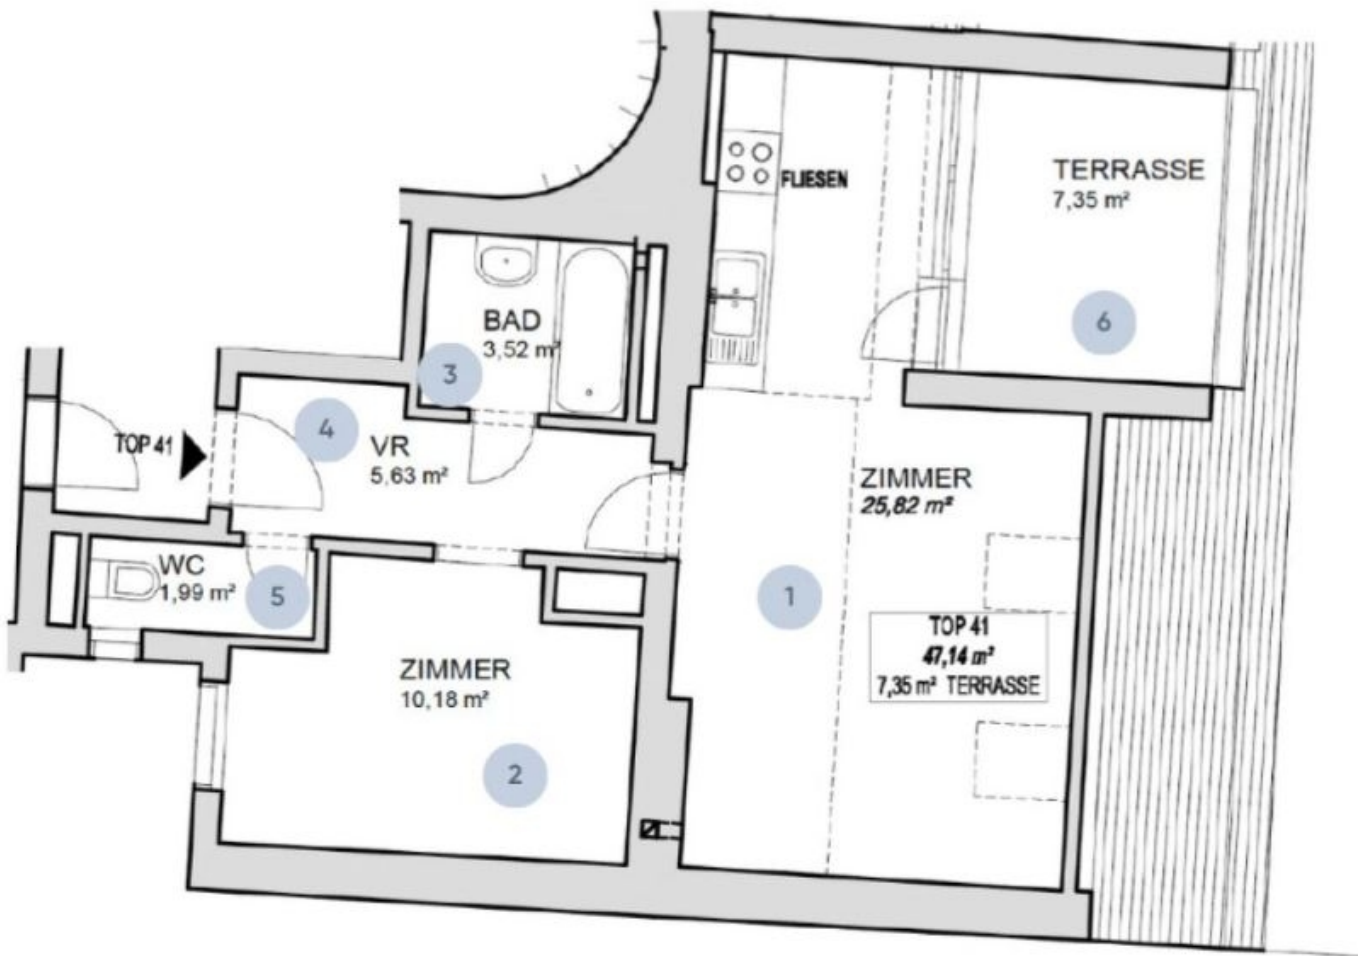 TERRASSE
7,35 m²
FLIESEN
6
BAD
3,52 m²
3
4
TOP 41
VR
5,63 m²
ZIMMER
25,82 m²
WC
1,99 m²
5
1
TOP 41
47,14 m²
7,35 m² TERRASSE
ZIMMER
10,18 m²
2